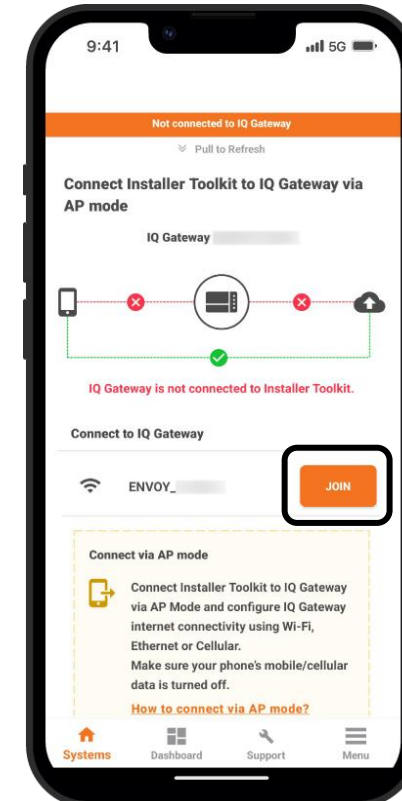 9:41
5G
Not connected to IQ Gateway
Pull to Refresh
Connect Installer Toolkit to IQ Gateway via
AP mode
IQ Gateway
IQ Gateway is not connected to Installer Toolkit.
Connect to IQ Gateway
ENVOY_
JOIN
Connect via AP mode
Connect Installer Toolkit to IQ Gateway
via AP Mode and configure IQ Gateway
internet connectivity using Wi-Fi,
Ethernet or Cellular.
Make sure your phone's mobile/cellular
data is turned off.
How to connect via AP mode?
Systems Dashboard Support Menu